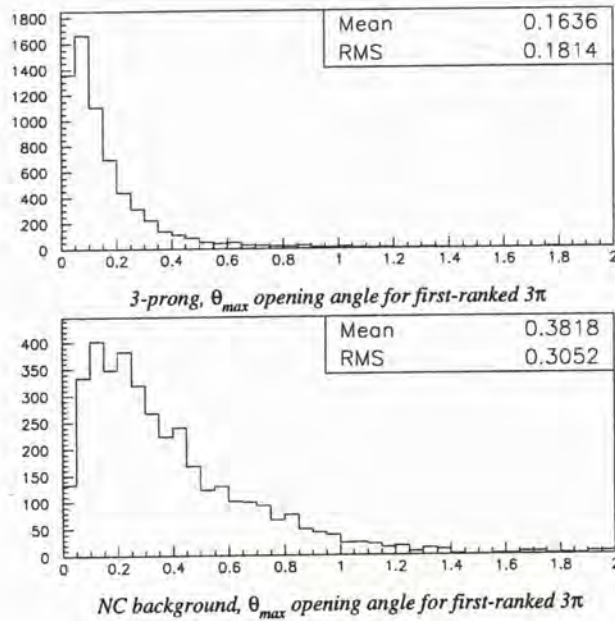 1800
1600
1400
1200
1000
800
600
400
200
0
Mean 0.1636
RMS 0.1814
0 0.2 0.4 0.6 0.8 1 1.2 1.4 1.6 1.8 2
3-prong, θmax opening angle for first-ranked 3π
400
350
300
250
200
150
100
50
0
Mean 0.3818
RMS 0.3052
0 0.2 0.4 0.6 0.8 1 1.2 1.4 1.6 1.8 2
NC background, θmax opening angle for first-ranked 3π